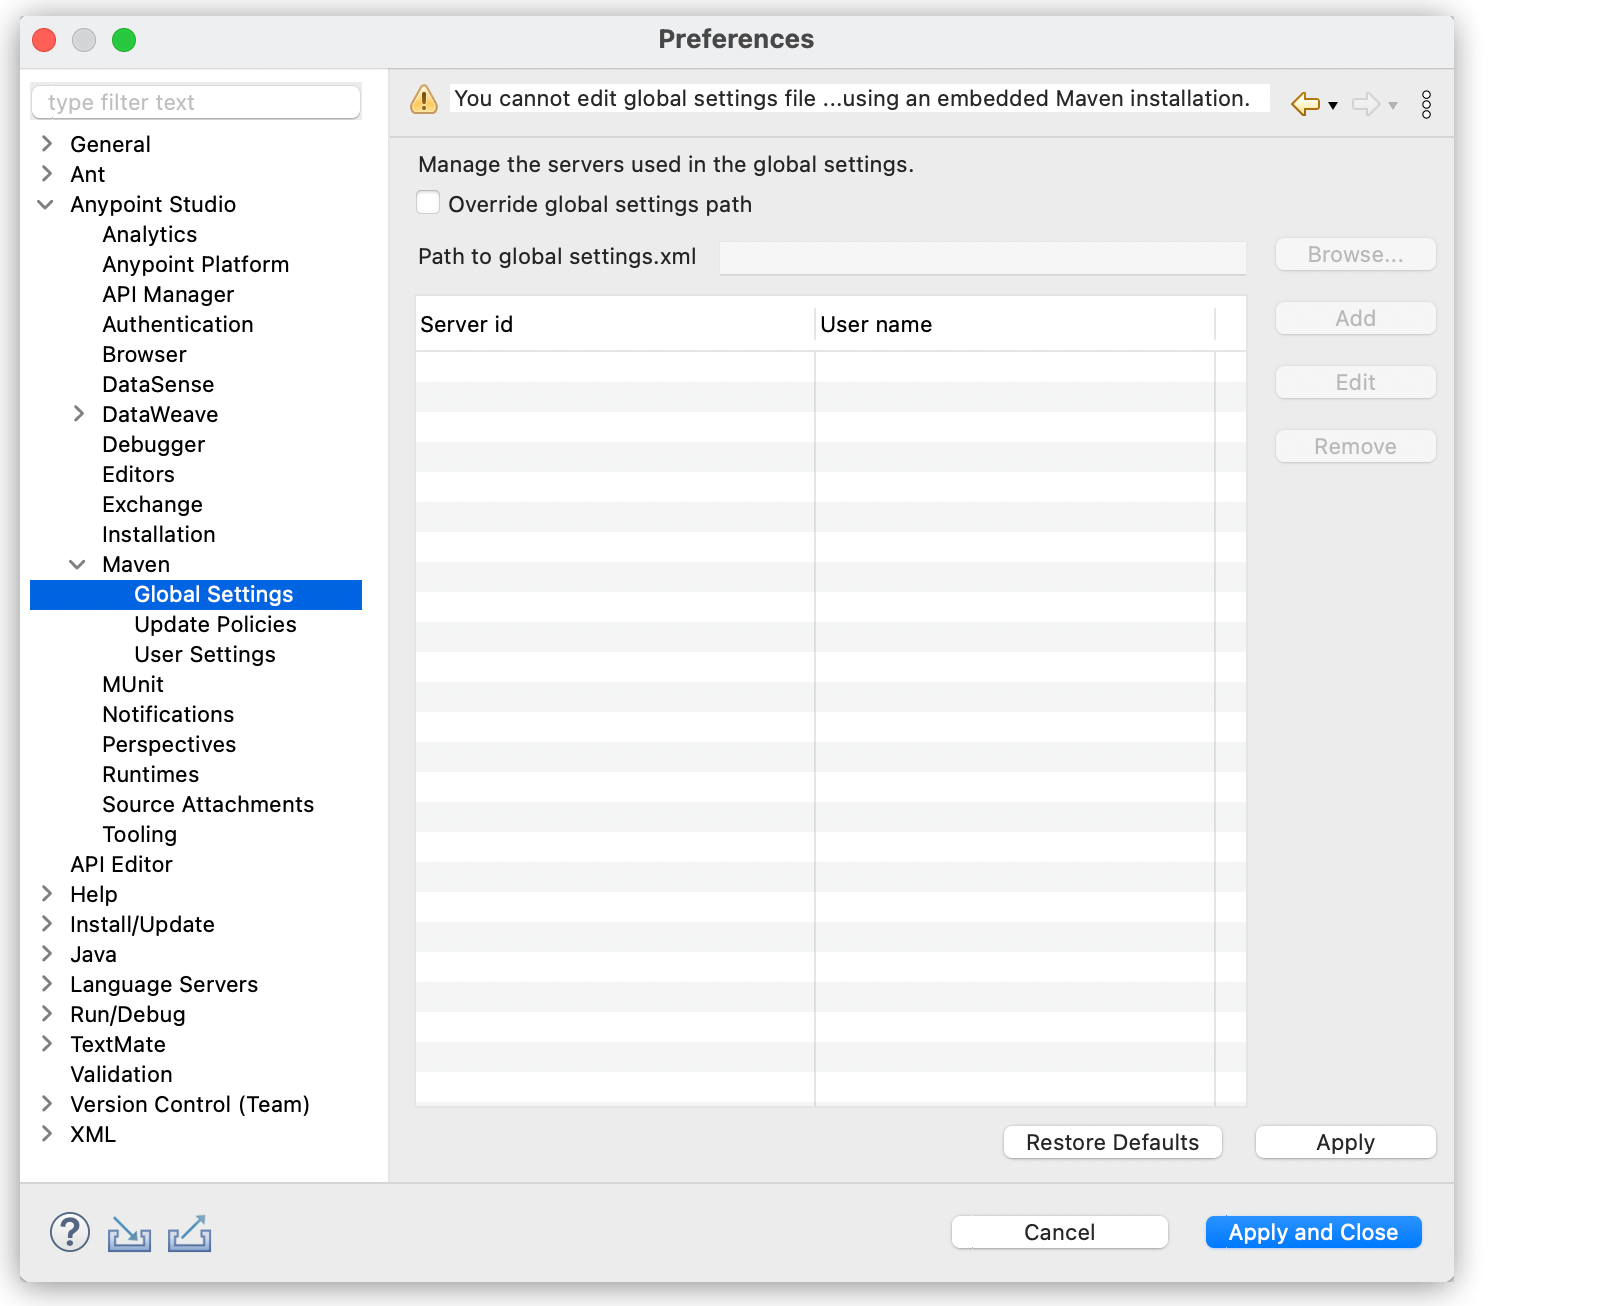 Preferences
type filter text
General
Ant
Anypoint Studio
Analytics
Anypoint Platform
API Manager
Authentication
Browser
DataSense
DataWeave
Debugger
Editors
Exchange
Installation
Maven
Global Settings
Update Policies
User Settings
MUnit
Notifications
Perspectives
Runtimes
Source Attachments
Tooling
API Editor
Help
Install/Update
Java
Language Servers
Run/Debug
TextMate
Validation
Version Control (Team)
XML
You cannot edit global settings file ...using an embedded Maven installation.
Manage the servers used in the global settings.
Override global settings path
Path to global settings.xml
Browse...
Server id
User name
Add
Edit
Remove
Restore Defaults
Apply
?
Cancel
Apply and Close